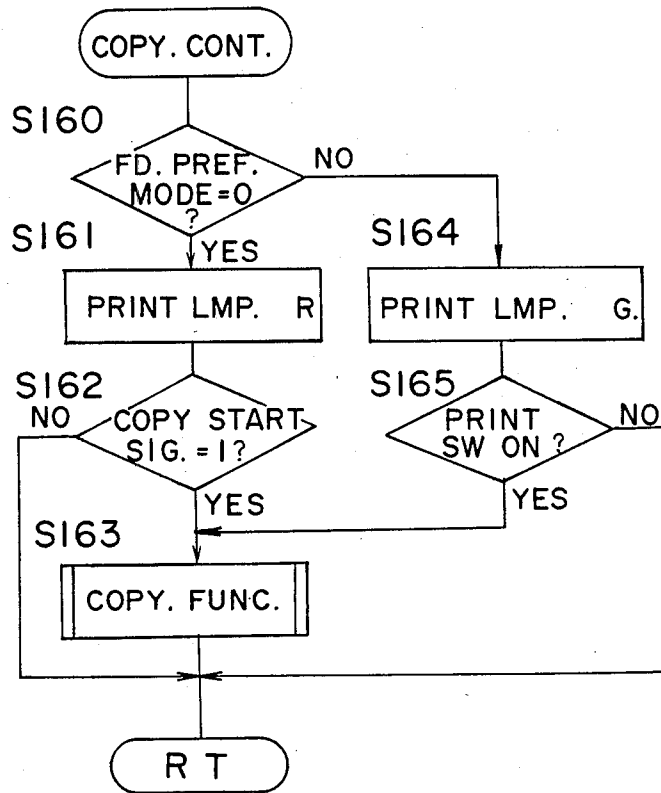 COPY. CONT.
S160
FD. PREF.
MODE=0
?
NO
YES
S161
PRINT LMP. R
S164
PRINT LMP. G.
S162
NO
COPY START
SIG.=1?
YES
S165
PRINT
SW ON?
NO
YES
S163
COPY. FUNC.
R T